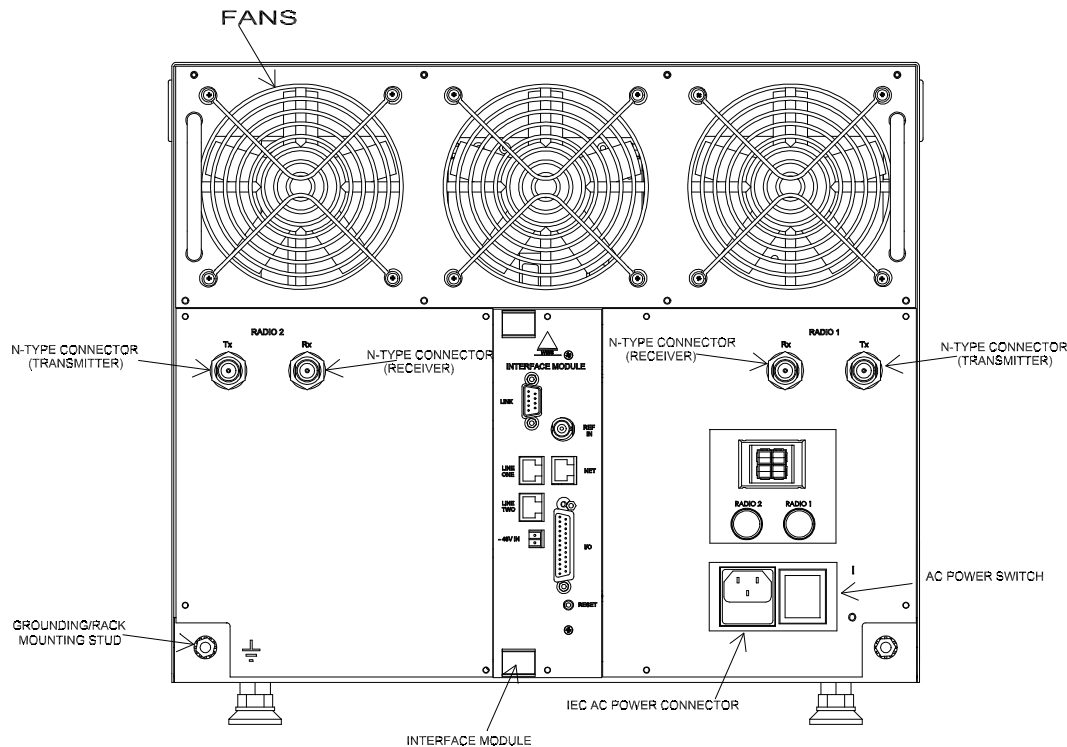 FANS
RADIO 2
RADIO 1
Tx
Rx
Rx
Tx
N-TYPE CONNECTOR
(TRANSMITTER)
N-TYPE CONNECTOR
(RECEIVER)
N-TYPE CONNECTOR
(RECEIVER)
N-TYPE CONNECTOR
(TRANSMITTER)
INTERFACE MODULE
LINK
REF
IN
LINE
ONE
NET
LINE
TWO
-48V IN
I/O
RESET
RADIO 2
RADIO 1
I
O
AC POWER SWITCH
GROUNDING/RACK
MOUNTING STUD
IEC AC POWER CONNECTOR
INTERFACE MODULE